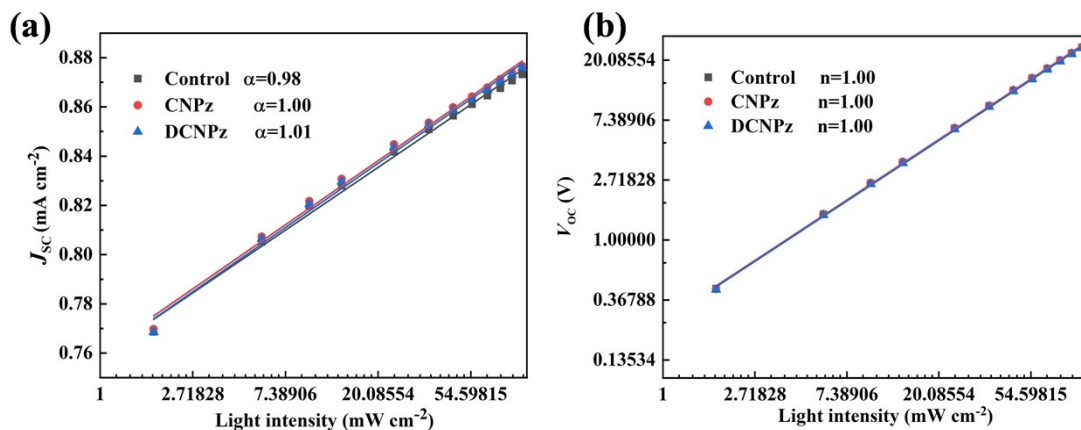 (a)
0.88
0.86
0.84
0.82
0.80
0.78
0.76
J_SC (mA cm⁻²)
Control α=0.98
CNPz α=1.00
DCNPz α=1.01
1 2.71828 7.38906 20.08554 54.59815
Light intensity (mW cm⁻²)
(b)
20.08554
7.38906
2.71828
1.00000
0.36788
0.13534
V_OC (V)
Control n=1.00
CNPz n=1.00
DCNPz n=1.00
1 2.71828 7.38906 20.08554 54.59815
Light intensity (mW cm⁻²)